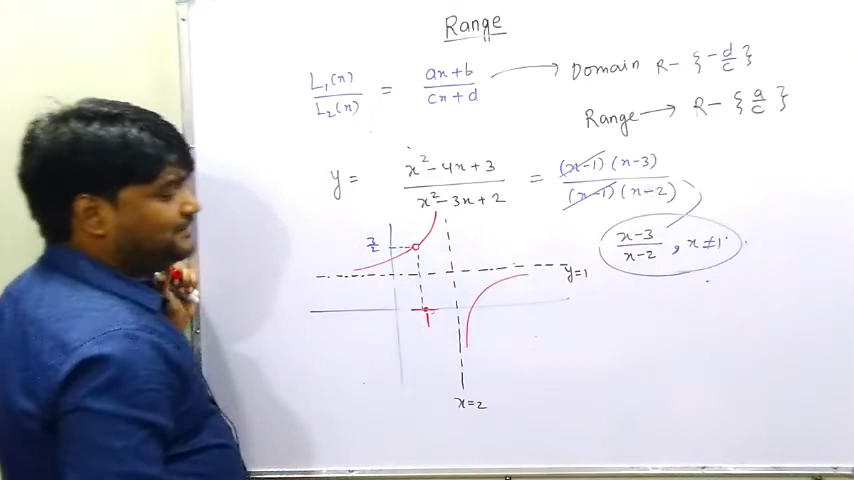 Range
L₁(x)/L₂(x) = (ax+b)/(cx+d) → Domain R- {-d/c}
Range → R- {a/c}
y = (x²-4x+3)/(x²-3x+2) = (x-1)(x-3)/(x-1)(x-2)
(x-3)/(x-2), x≠1
y=1
1
x=2